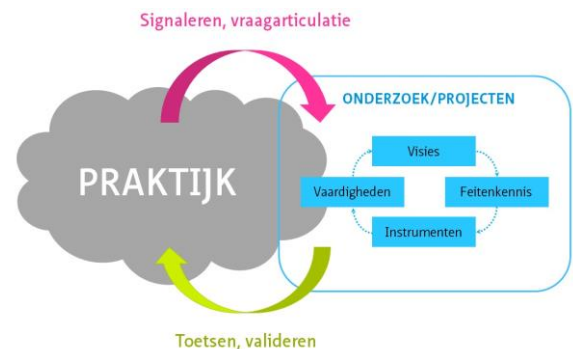 Signaleren, vraagarticulatie
ONDERZOEK/PROJECTEN
PRAKTIJK
Visies
Vaardigheden
Feitenkennis
Instrumenten
Toetsen, valideren